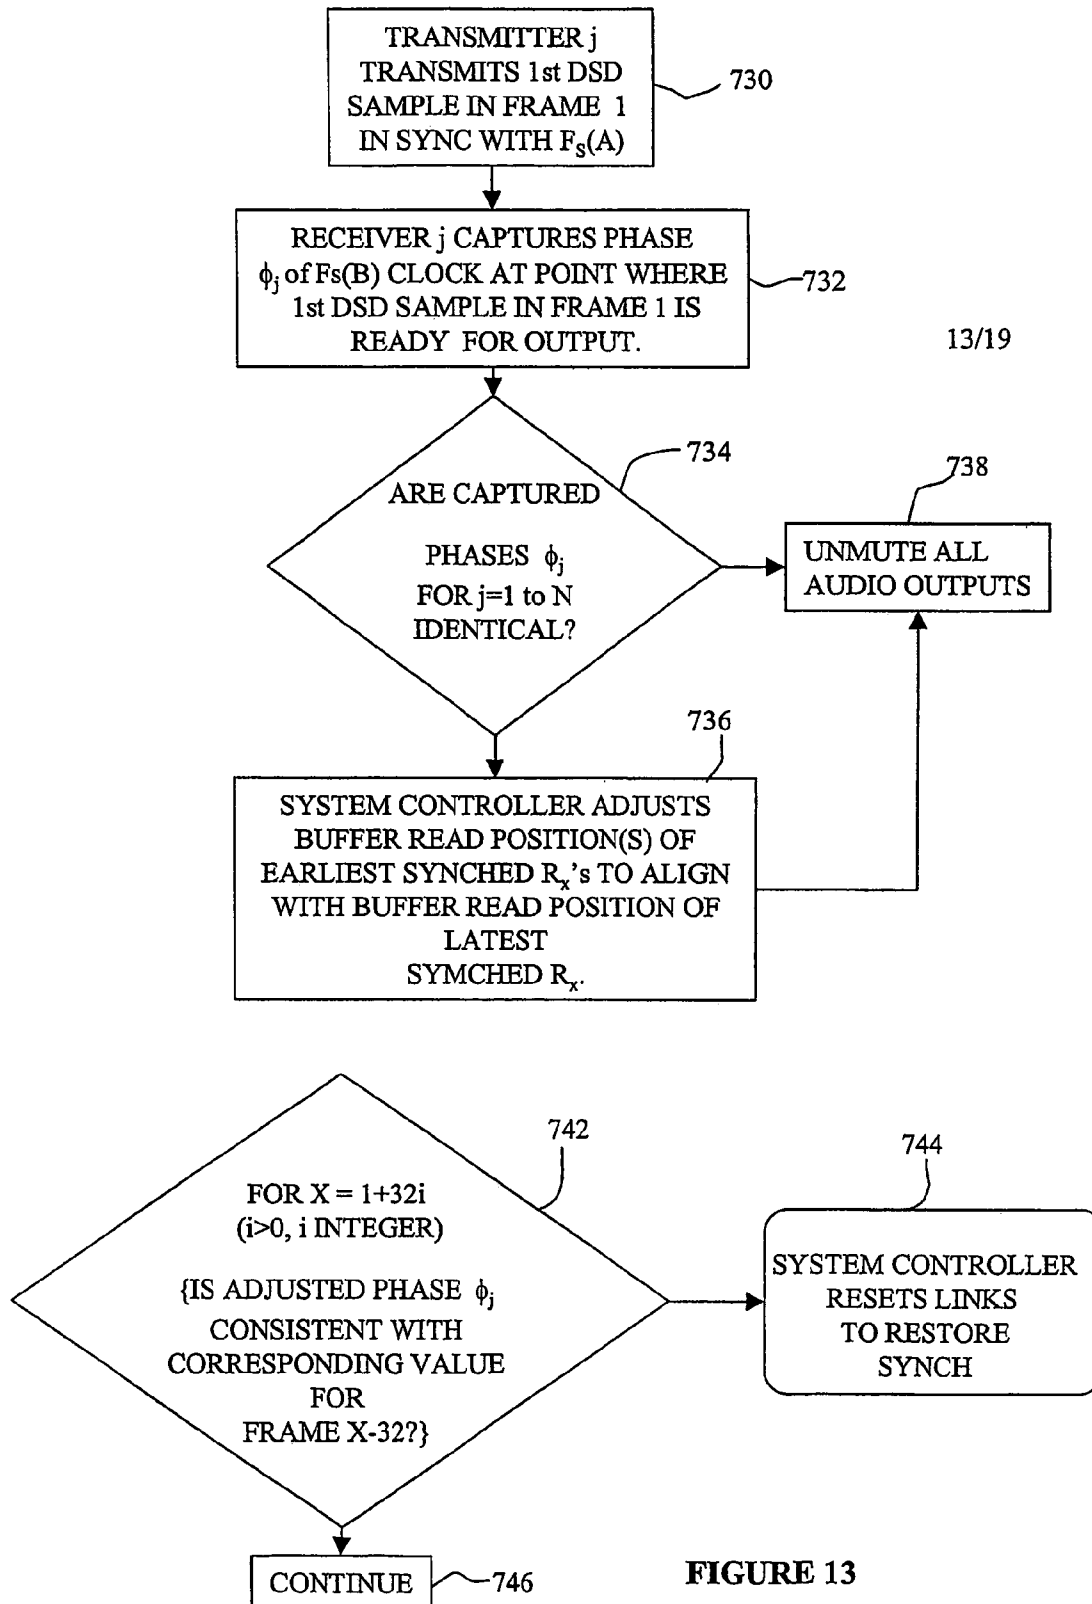 TRANSMITTER j
TRANSMITS 1st DSD
SAMPLE IN FRAME 1
IN SYNC WITH FS(A)
730
RECEIVER j CAPTURES PHASE
ϕj of Fs(B) CLOCK AT POINT WHERE
1st DSD SAMPLE IN FRAME 1 IS
READY FOR OUTPUT.
732
13/19
734
ARE CAPTURED
PHASES ϕj
FOR j=1 to N
IDENTICAL?
738
UNMUTE ALL
AUDIO OUTPUTS
736
SYSTEM CONTROLLER ADJUSTS
BUFFER READ POSITION(S) OF
EARLIEST SYNCHED Rx's TO ALIGN
WITH BUFFER READ POSITION OF
LATEST
SYMCHED Rx.
742
FOR X = 1+32i
(i>0, i INTEGER)
{IS ADJUSTED PHASE ϕj
CONSISTENT WITH
CORRESPONDING VALUE
FOR
FRAME X-32?}
744
SYSTEM CONTROLLER
RESETS LINKS
TO RESTORE
SYNCH
CONTINUE
746
FIGURE 13